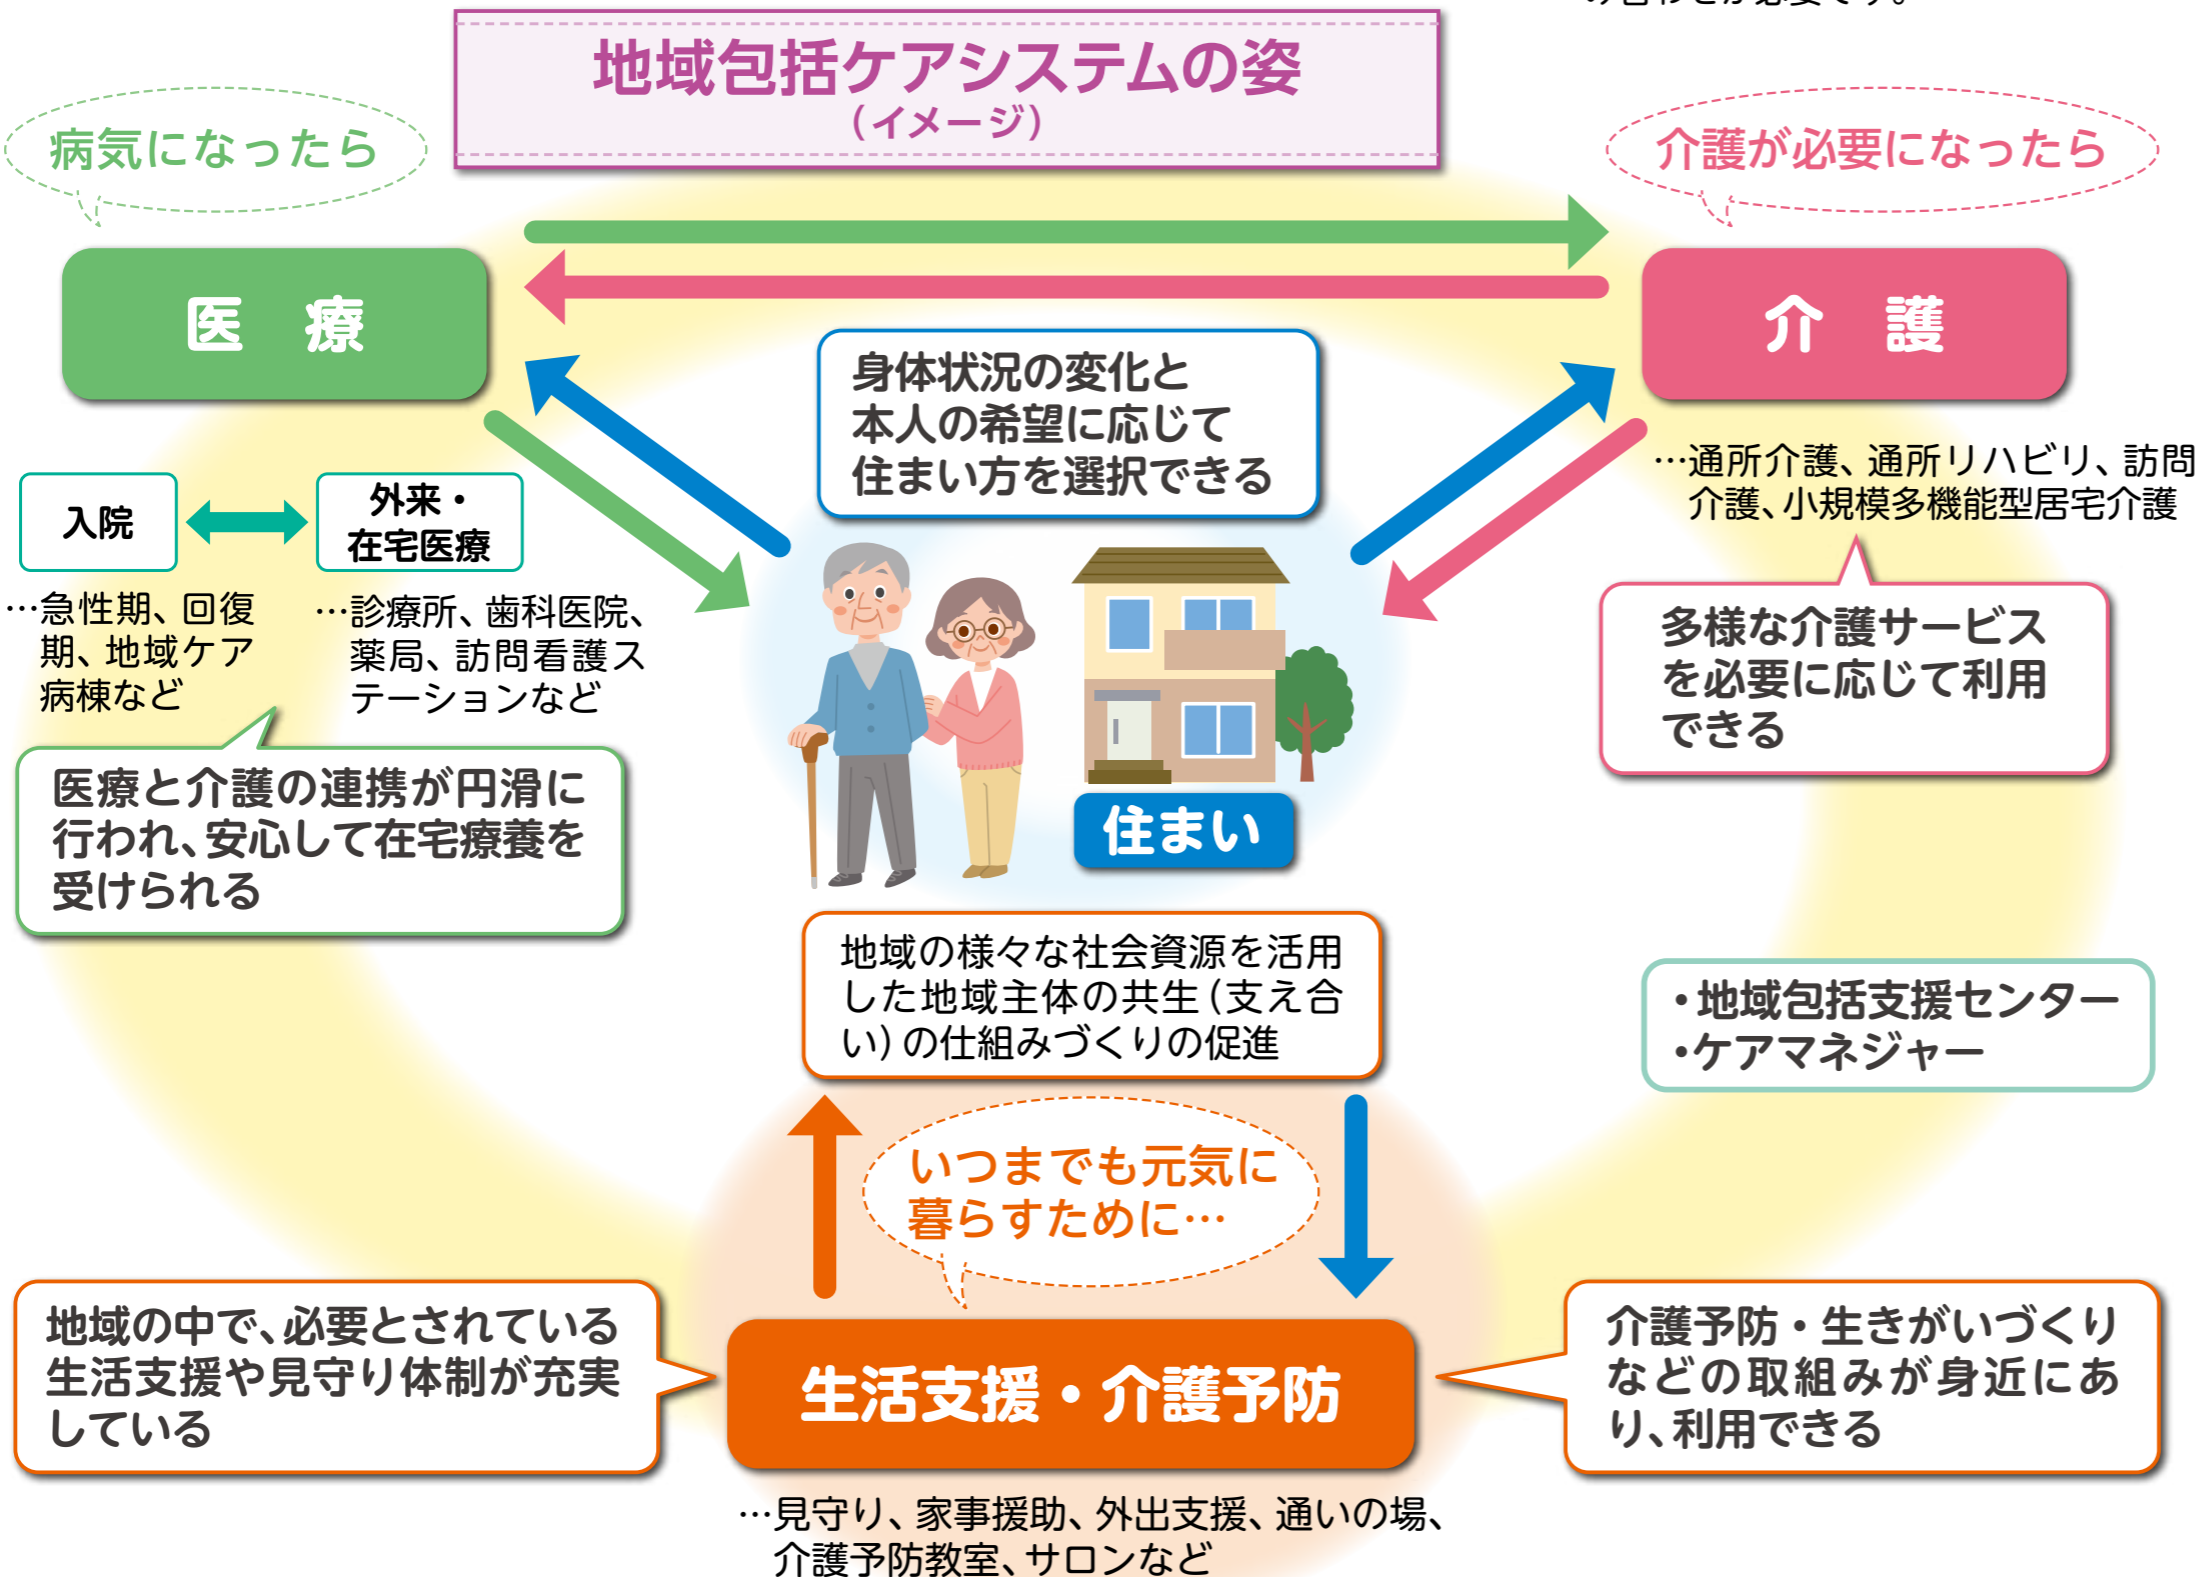 地域包括ケアシステムの姿
（イメージ）
病気になったら
介護が必要になったら
医　療
介　護
身体状況の変化と
本人の希望に応じて
住まい方を選択できる
入院
外来・
在宅医療
…急性期、回復
期、地域ケア
病棟など
…診療所、歯科医院、
薬局、訪問看護ス
テーションなど
…通所介護、通所リハビリ、訪問
介護、小規模多機能型居宅介護
多様な介護サービス
を必要に応じて利用
できる
医療と介護の連携が円滑に
行われ、安心して在宅療養を
受けられる
住まい
地域の様々な社会資源を活用
した地域主体の共生（支え合
い）の仕組みづくりの促進
・地域包括支援センター
・ケアマネジャー
いつまでも元気に
暮らすために…
地域の中で、必要とされている
生活支援や見守り体制が充実
している
生活支援・介護予防
介護予防・生きがいづくり
などの取組みが身近にあ
り、利用できる
…見守り、家事援助、外出支援、通いの場、
介護予防教室、サロンなど